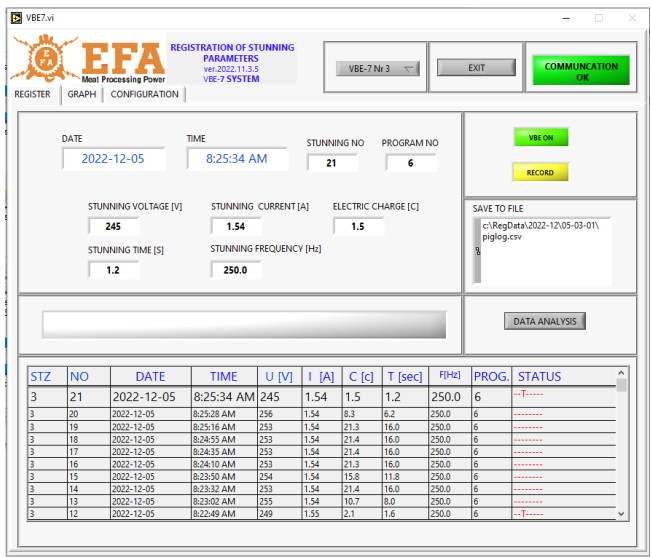 VBE7.vi
EFA
EFA
Meat Processing Power
REGISTRATION OF STUNNING
PARAMETERS
ver.2022.11.3.5
VBE-7 SYSTEM
VBE-7 Nr 3
EXIT
COMMUNCATION
OK
REGISTER GRAPH CONFIGURATION
DATE TIME STUNNING NO PROGRAM NO
2022-12-05 8:25:34 AM 21 6
STUNNING VOLTAGE [V] STUNNING CURRENT [A] ELECTRIC CHARGE [C]
245 1.54 1.5
STUNNING TIME [S] STUNNING FREQUENCY [Hz]
1.2 250.0
VBE ON
RECORD
SAVE TO FILE
c:\RegData\2022-12\05-03-01\
piglog.csv
DATA ANALYSIS
STZ NO DATE TIME U [V] I [A] C [c] T [sec] F[Hz] PROG. STATUS
3 21 2022-12-05 8:25:34 AM 245 1.54 1.5 1.2 250.0 6 --T-----
3 20 2022-12-05 8:25:28 AM 256 1.54 8.3 6.2 250.0 6 --------
3 19 2022-12-05 8:25:16 AM 253 1.54 21.3 16.0 250.0 6 --------
3 18 2022-12-05 8:24:55 AM 253 1.54 21.4 16.0 250.0 6 --------
3 17 2022-12-05 8:24:35 AM 253 1.54 21.4 16.0 250.0 6 --------
3 16 2022-12-05 8:24:10 AM 253 1.54 21.3 16.0 250.0 6 --------
3 15 2022-12-05 8:23:50 AM 254 1.54 15.8 11.8 250.0 6 --------
3 14 2022-12-05 8:23:32 AM 253 1.54 21.4 16.0 250.0 6 --------
3 13 2022-12-05 8:23:02 AM 255 1.54 10.7 8.0 250.0 6 --------
3 12 2022-12-05 8:22:49 AM 249 1.55 2.1 1.6 250.0 6 --T-----